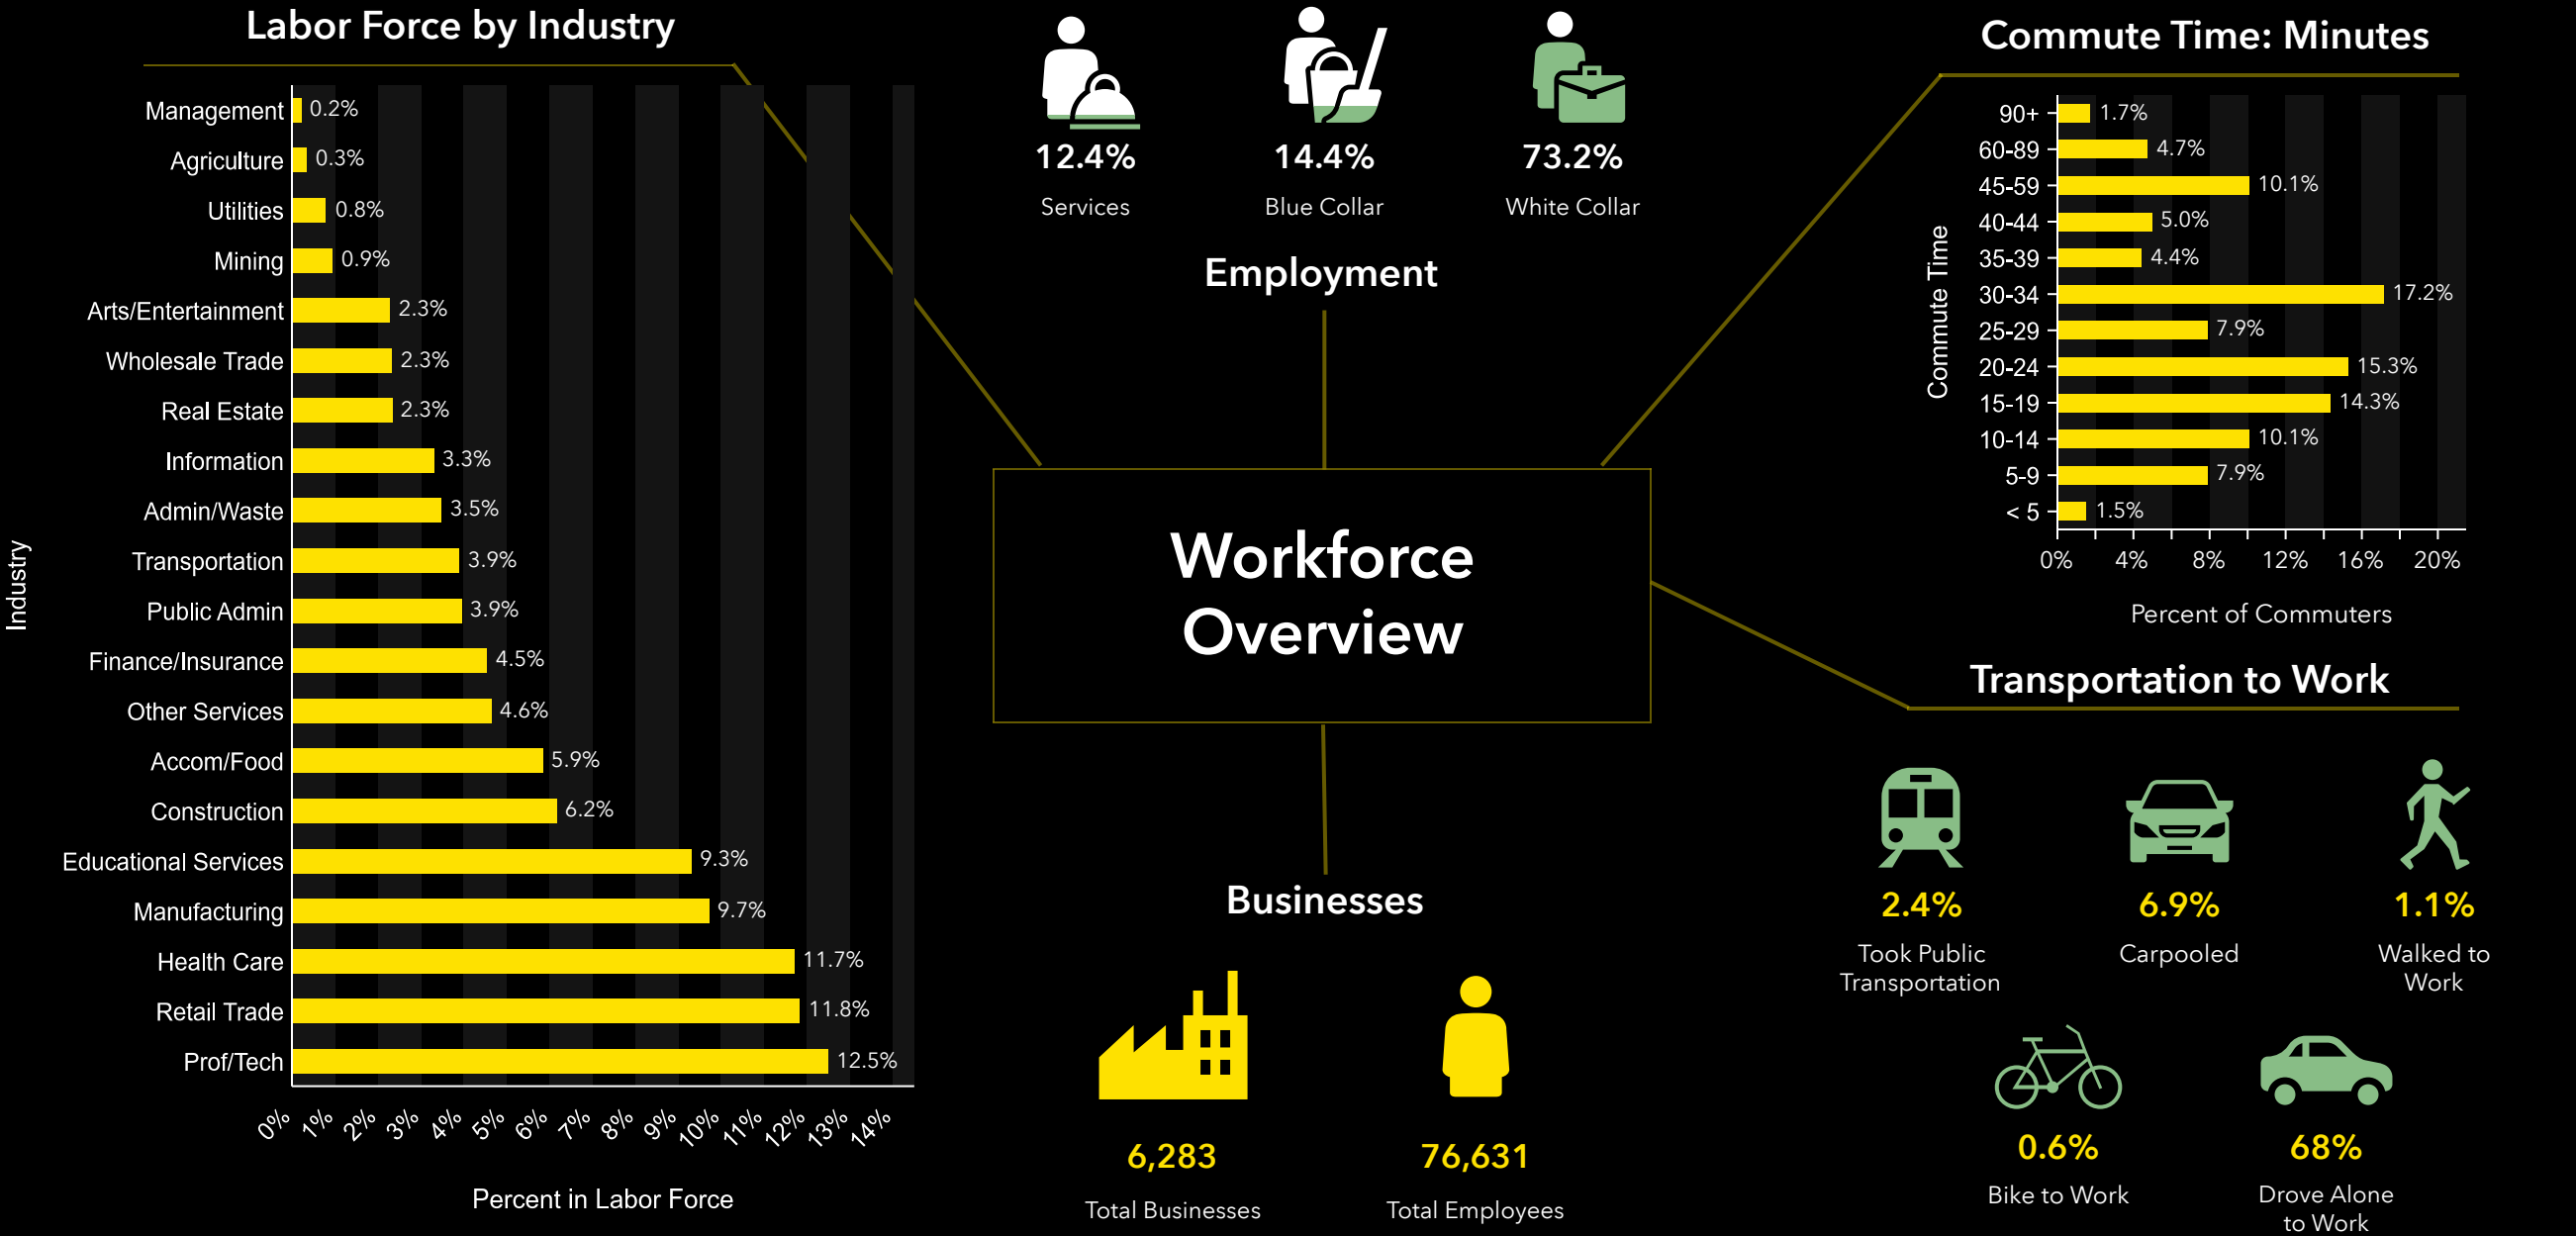 Labor Force by Industry
Industry
Management 0.2%
Agriculture 0.3%
Utilities 0.8%
Mining 0.9%
Arts/Entertainment 2.3%
Wholesale Trade 2.3%
Real Estate 2.3%
Information 3.3%
Admin/Waste 3.5%
Transportation 3.9%
Public Admin 3.9%
Finance/Insurance 4.5%
Other Services 4.6%
Accom/Food 5.9%
Construction 6.2%
Educational Services 9.3%
Manufacturing 9.7%
Health Care 11.7%
Retail Trade 11.8%
Prof/Tech 12.5%
0% 1% 2% 3% 4% 5% 6% 7% 8% 9% 10% 11% 12% 13% 14%
Percent in Labor Force
12.4% 14.4% 73.2%
Services Blue Collar White Collar
Employment
Workforce
Overview
Businesses
6,283 76,631
Total Businesses Total Employees
Commute Time: Minutes
Commute Time
90+ 1.7%
60-89 4.7%
45-59 10.1%
40-44 5.0%
35-39 4.4%
30-34 17.2%
25-29 7.9%
20-24 15.3%
15-19 14.3%
10-14 10.1%
5-9 7.9%
< 5 1.5%
0% 4% 8% 12% 16% 20%
Percent of Commuters
Transportation to Work
2.4% 6.9% 1.1%
Took Public Carpooled Walked to
Transportation Work
0.6% 68%
Bike to Work Drove Alone
to Work